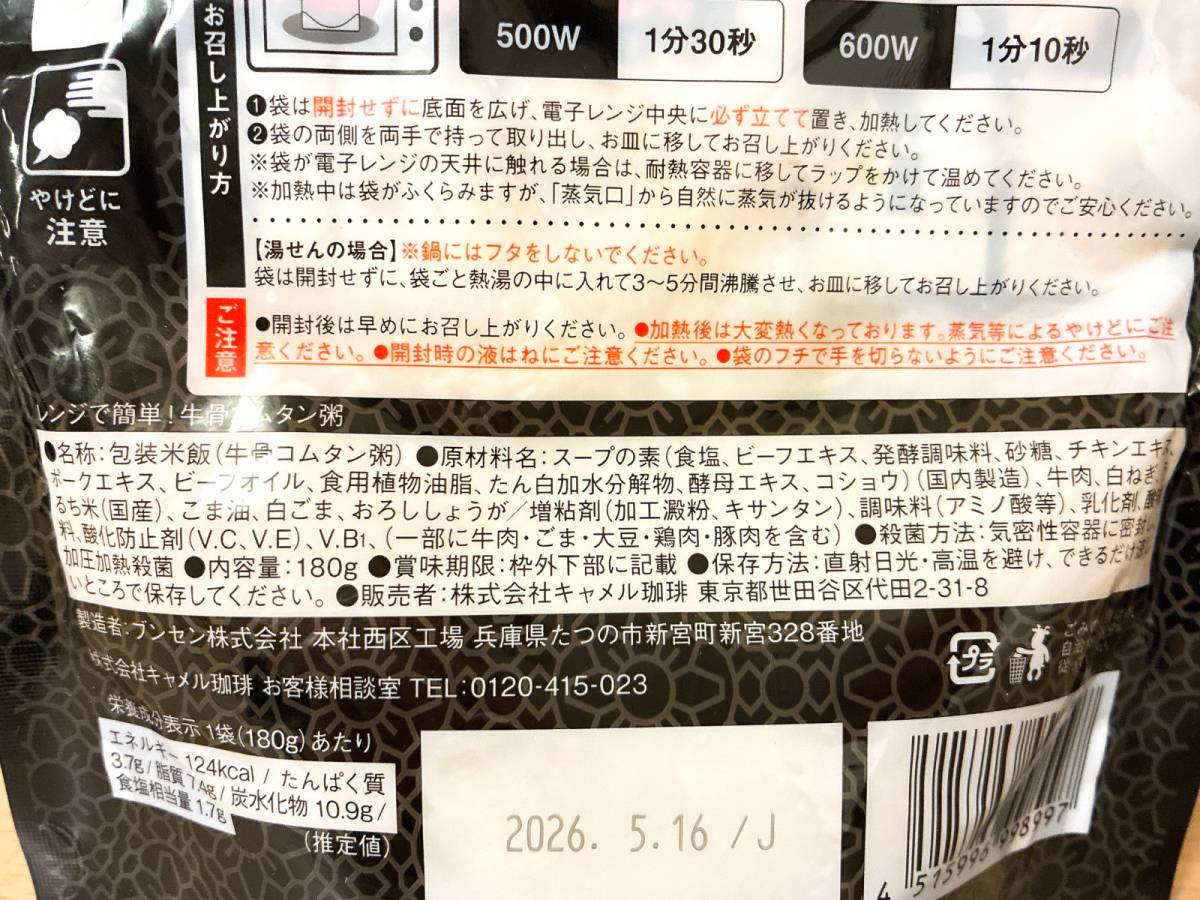 お召し上がり方
500W 1分30秒
600W 1分10秒
やけどに
注意
❶袋は開封せずに底面を広げ、電子レンジ中央に必ず立てて置き、加熱してください。
❷袋の両側を両手で持って取り出し、お皿に移してお召し上がりください。
※袋が電子レンジの天井に触れる場合は、耐熱容器に移してラップをかけて温めてください。
※加熱中は袋がふくらみますが、「蒸気口」から自然に蒸気が抜けるようになっていますのでご安心ください。
【湯せんの場合】※鍋にはフタをしないでください。
袋は開封せずに、袋ごと熱湯の中に入れて3〜5分間沸騰させ、お皿に移してお召し上がりください。
ご注意
●開封後は早めにお召し上がりください。●加熱後は大変熱くなっております。蒸気等によるやけどにご注
意ください。●開封時の液はねにご注意ください。●袋のフチで手を切らないようにご注意ください。
レンジで簡単!牛骨コムタン粥
●名称:包装米飯(牛骨コムタン粥) ●原材料名:スープの素(食塩、ビーフエキス、発酵調味料、砂糖、チキンエキス、
ポークエキス、ビーフオイル、食用植物油脂、たん白加水分解物、酵母エキス、コショウ)(国内製造)、牛肉、白ねぎ、
るち米(国産)、ごま油、白ごま、おろししょうが/増粘剤(加工澱粉、キサンタン)、調味料(アミノ酸等)、乳化剤、
料、酸化防止剤(V.C、V.E)、V.B1、(一部に牛肉・ごま・大豆・鶏肉・豚肉を含む) ●殺菌方法:気密性容器に密封し、
加圧加熱殺菌 ●内容量:180g ●賞味期限:枠外下部に記載 ●保存方法:直射日光・高温を避け、できるだけ
いところで保存してください。 ●販売者:株式会社キャメル珈琲 東京都世田谷区代田2-31-8
製造者:ブンセン株式会社 本社西区工場 兵庫県たつの市新宮町新宮328番地
株式会社キャメル珈琲 お客様相談室 TEL:0120-415-023
プラ
栄養成分表示 1袋(180g)あたり
エネルギー 124kcal / たんぱく質
3.7g/脂質 7.4g/炭水化物 10.9g/
食塩相当量 1.7g
(推定値)
2026. 5.16 /J
4 515996 998997